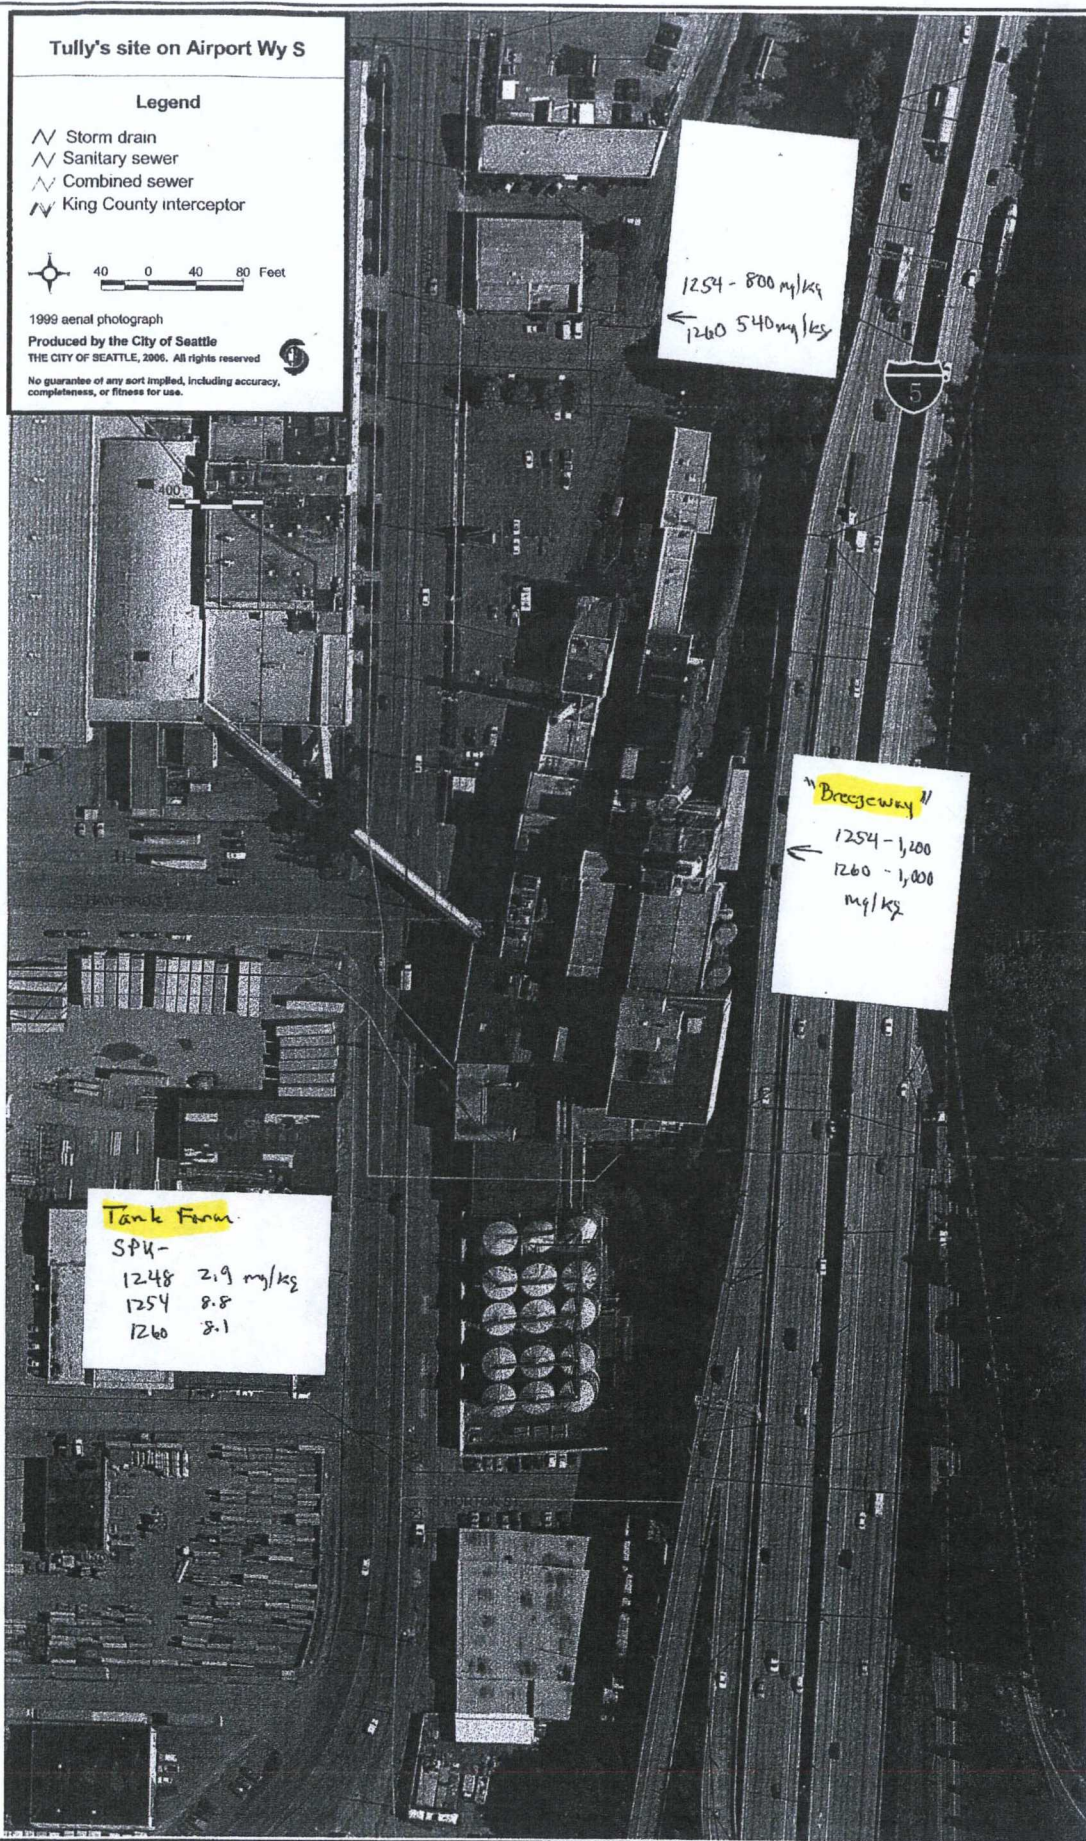 Tully's site on Airport Wy S
Legend
Storm drain
Sanitary sewer
Combined sewer
King County interceptor
40 0 40 80 Feet
1999 aerial photograph
Produced by the City of Seattle
THE CITY OF SEATTLE, 2006. All rights reserved
No guarantee of any sort implied, including accuracy,
completeness, or fitness for use.
1254 - 800 mg/kg
← 1260 540 mg/kg
5
400
"Breezeway"
← 1254 - 1,200
1260 - 1,000
mg/kg
Tank Farm
SPU-
1248 2.9 mg/kg
1254 8.8
1260 8.1